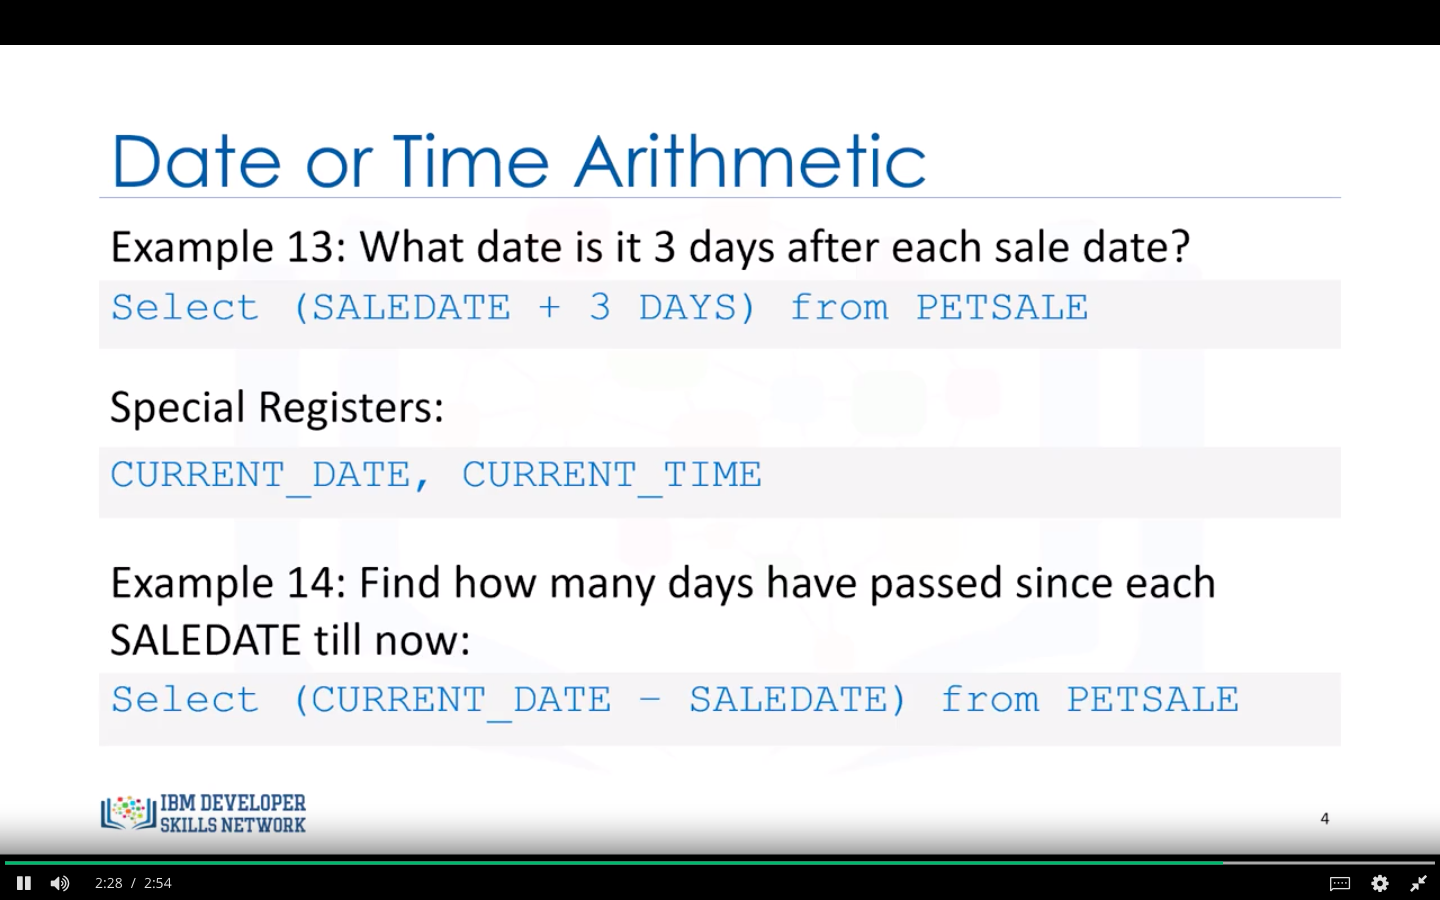 Date or Time Arithmetic
Example 13: What date is it 3 days after each sale date?
Select (SALEDATE + 3 DAYS) from PETSALE
Special Registers:
CURRENT_DATE, CURRENT_TIME
Example 14: Find how many days have passed since each
SALEDATE till now:
Select (CURRENT_DATE – SALEDATE) from PETSALE
IBM DEVELOPER
SKILLS NETWORK
4
2:28 / 2:54